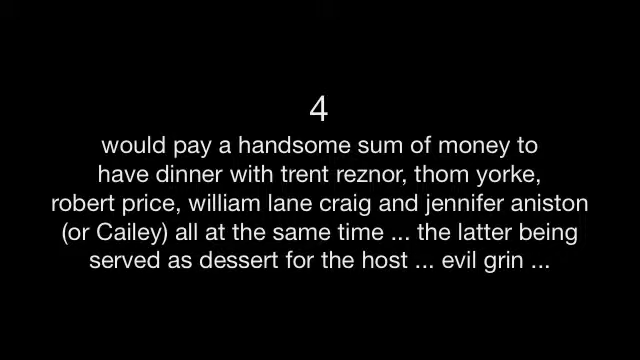 4
would pay a handsome sum of money to
have dinner with trent reznor, thom yorke,
robert price, william lane craig and jennifer aniston
(or Cailey) all at the same time ... the latter being
served as dessert for the host ... evil grin ...